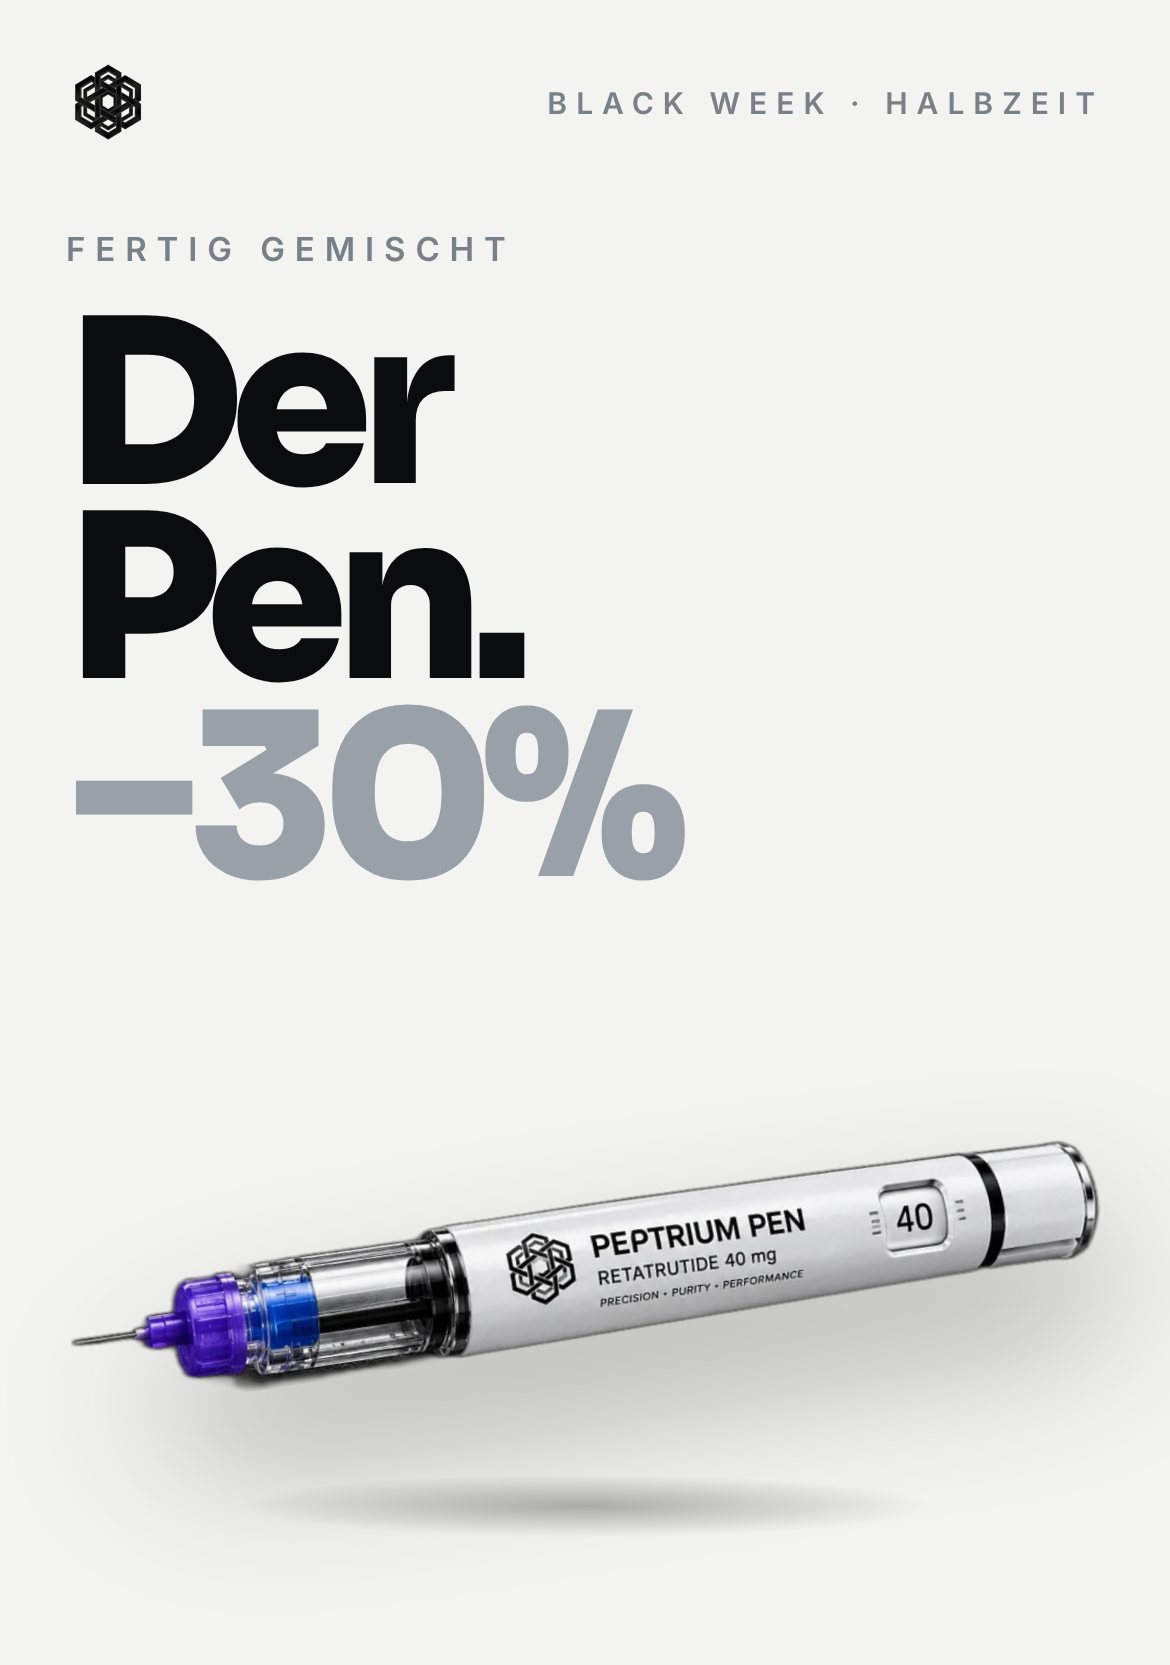 BLACK WEEK · HALBZEIT
FERTIG GEMISCHT
Der
Pen.
–30%
PEPTRIUM PEN
RETATRUTIDE 40 mg
PRECISION • PURITY • PERFORMANCE
40